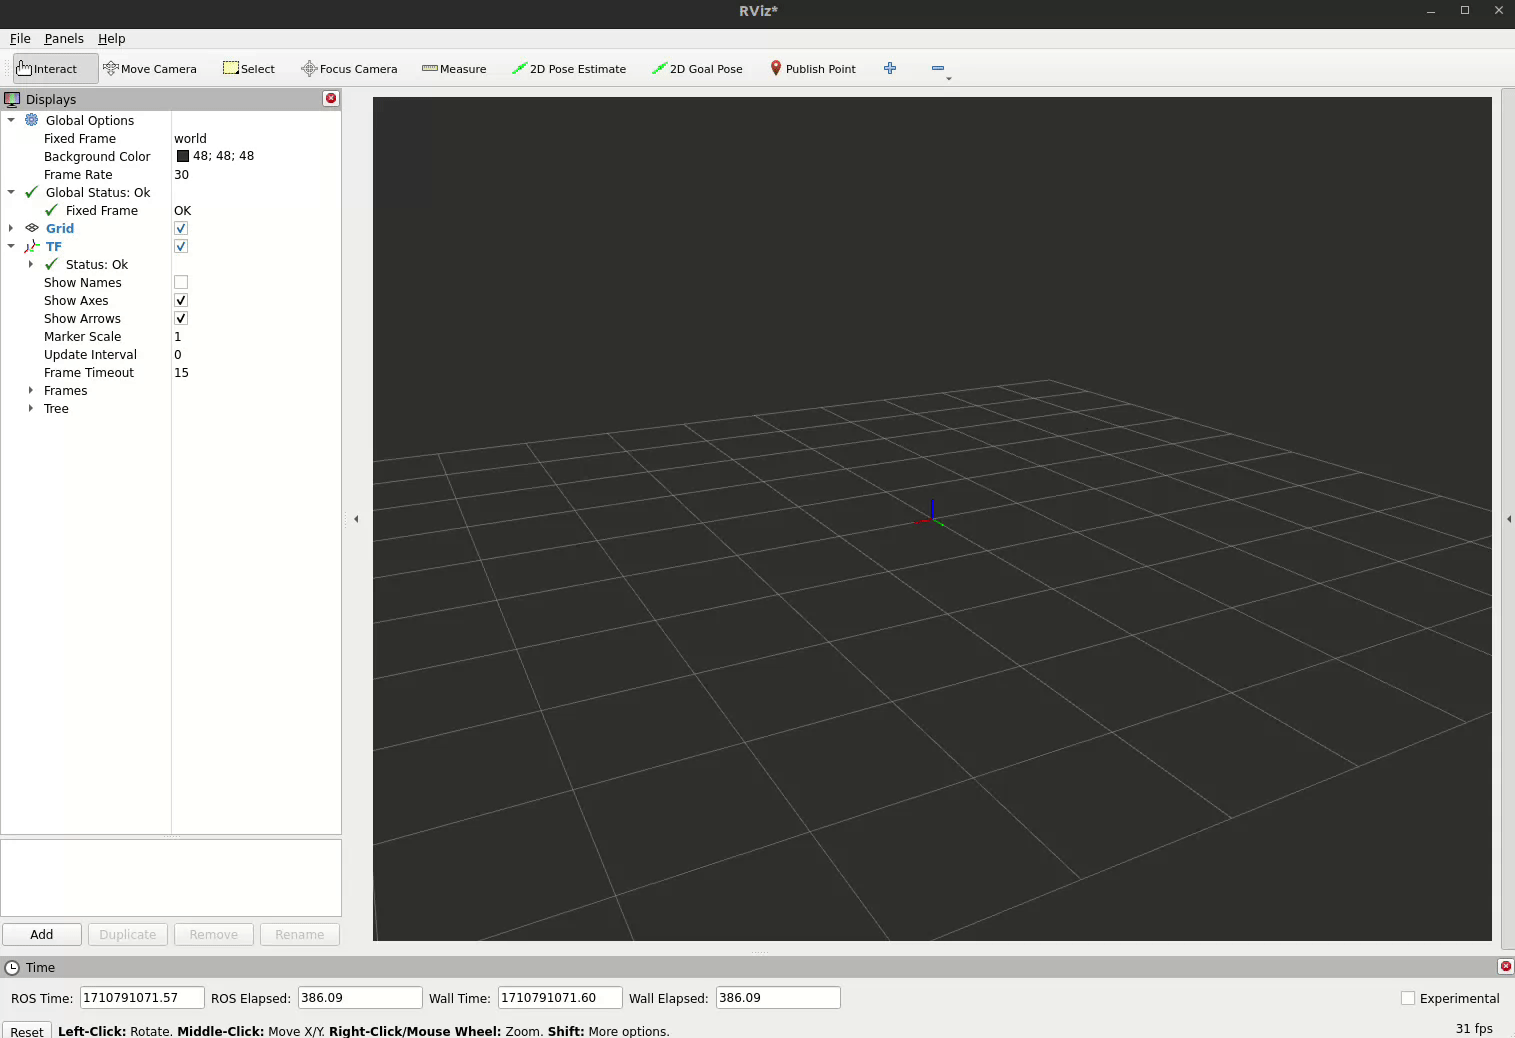 RViz*
File Panels Help
Interact Move Camera Select Focus Camera Measure 2D Pose Estimate 2D Goal Pose Publish Point
Displays
Global Options
Fixed Frame world
Background Color 48; 48; 48
Frame Rate 30
Global Status: Ok
Fixed Frame OK
Grid
TF
Status: Ok
Show Names
Show Axes
Show Arrows
Marker Scale 1
Update Interval 0
Frame Timeout 15
Frames
Tree
Add Duplicate Remove Rename
Time
ROS Time: 1710791071.57 ROS Elapsed: 386.09 Wall Time: 1710791071.60 Wall Elapsed: 386.09 Experimental
Reset Left-Click: Rotate. Middle-Click: Move X/Y. Right-Click/Mouse Wheel: Zoom. Shift: More options. 31 fps